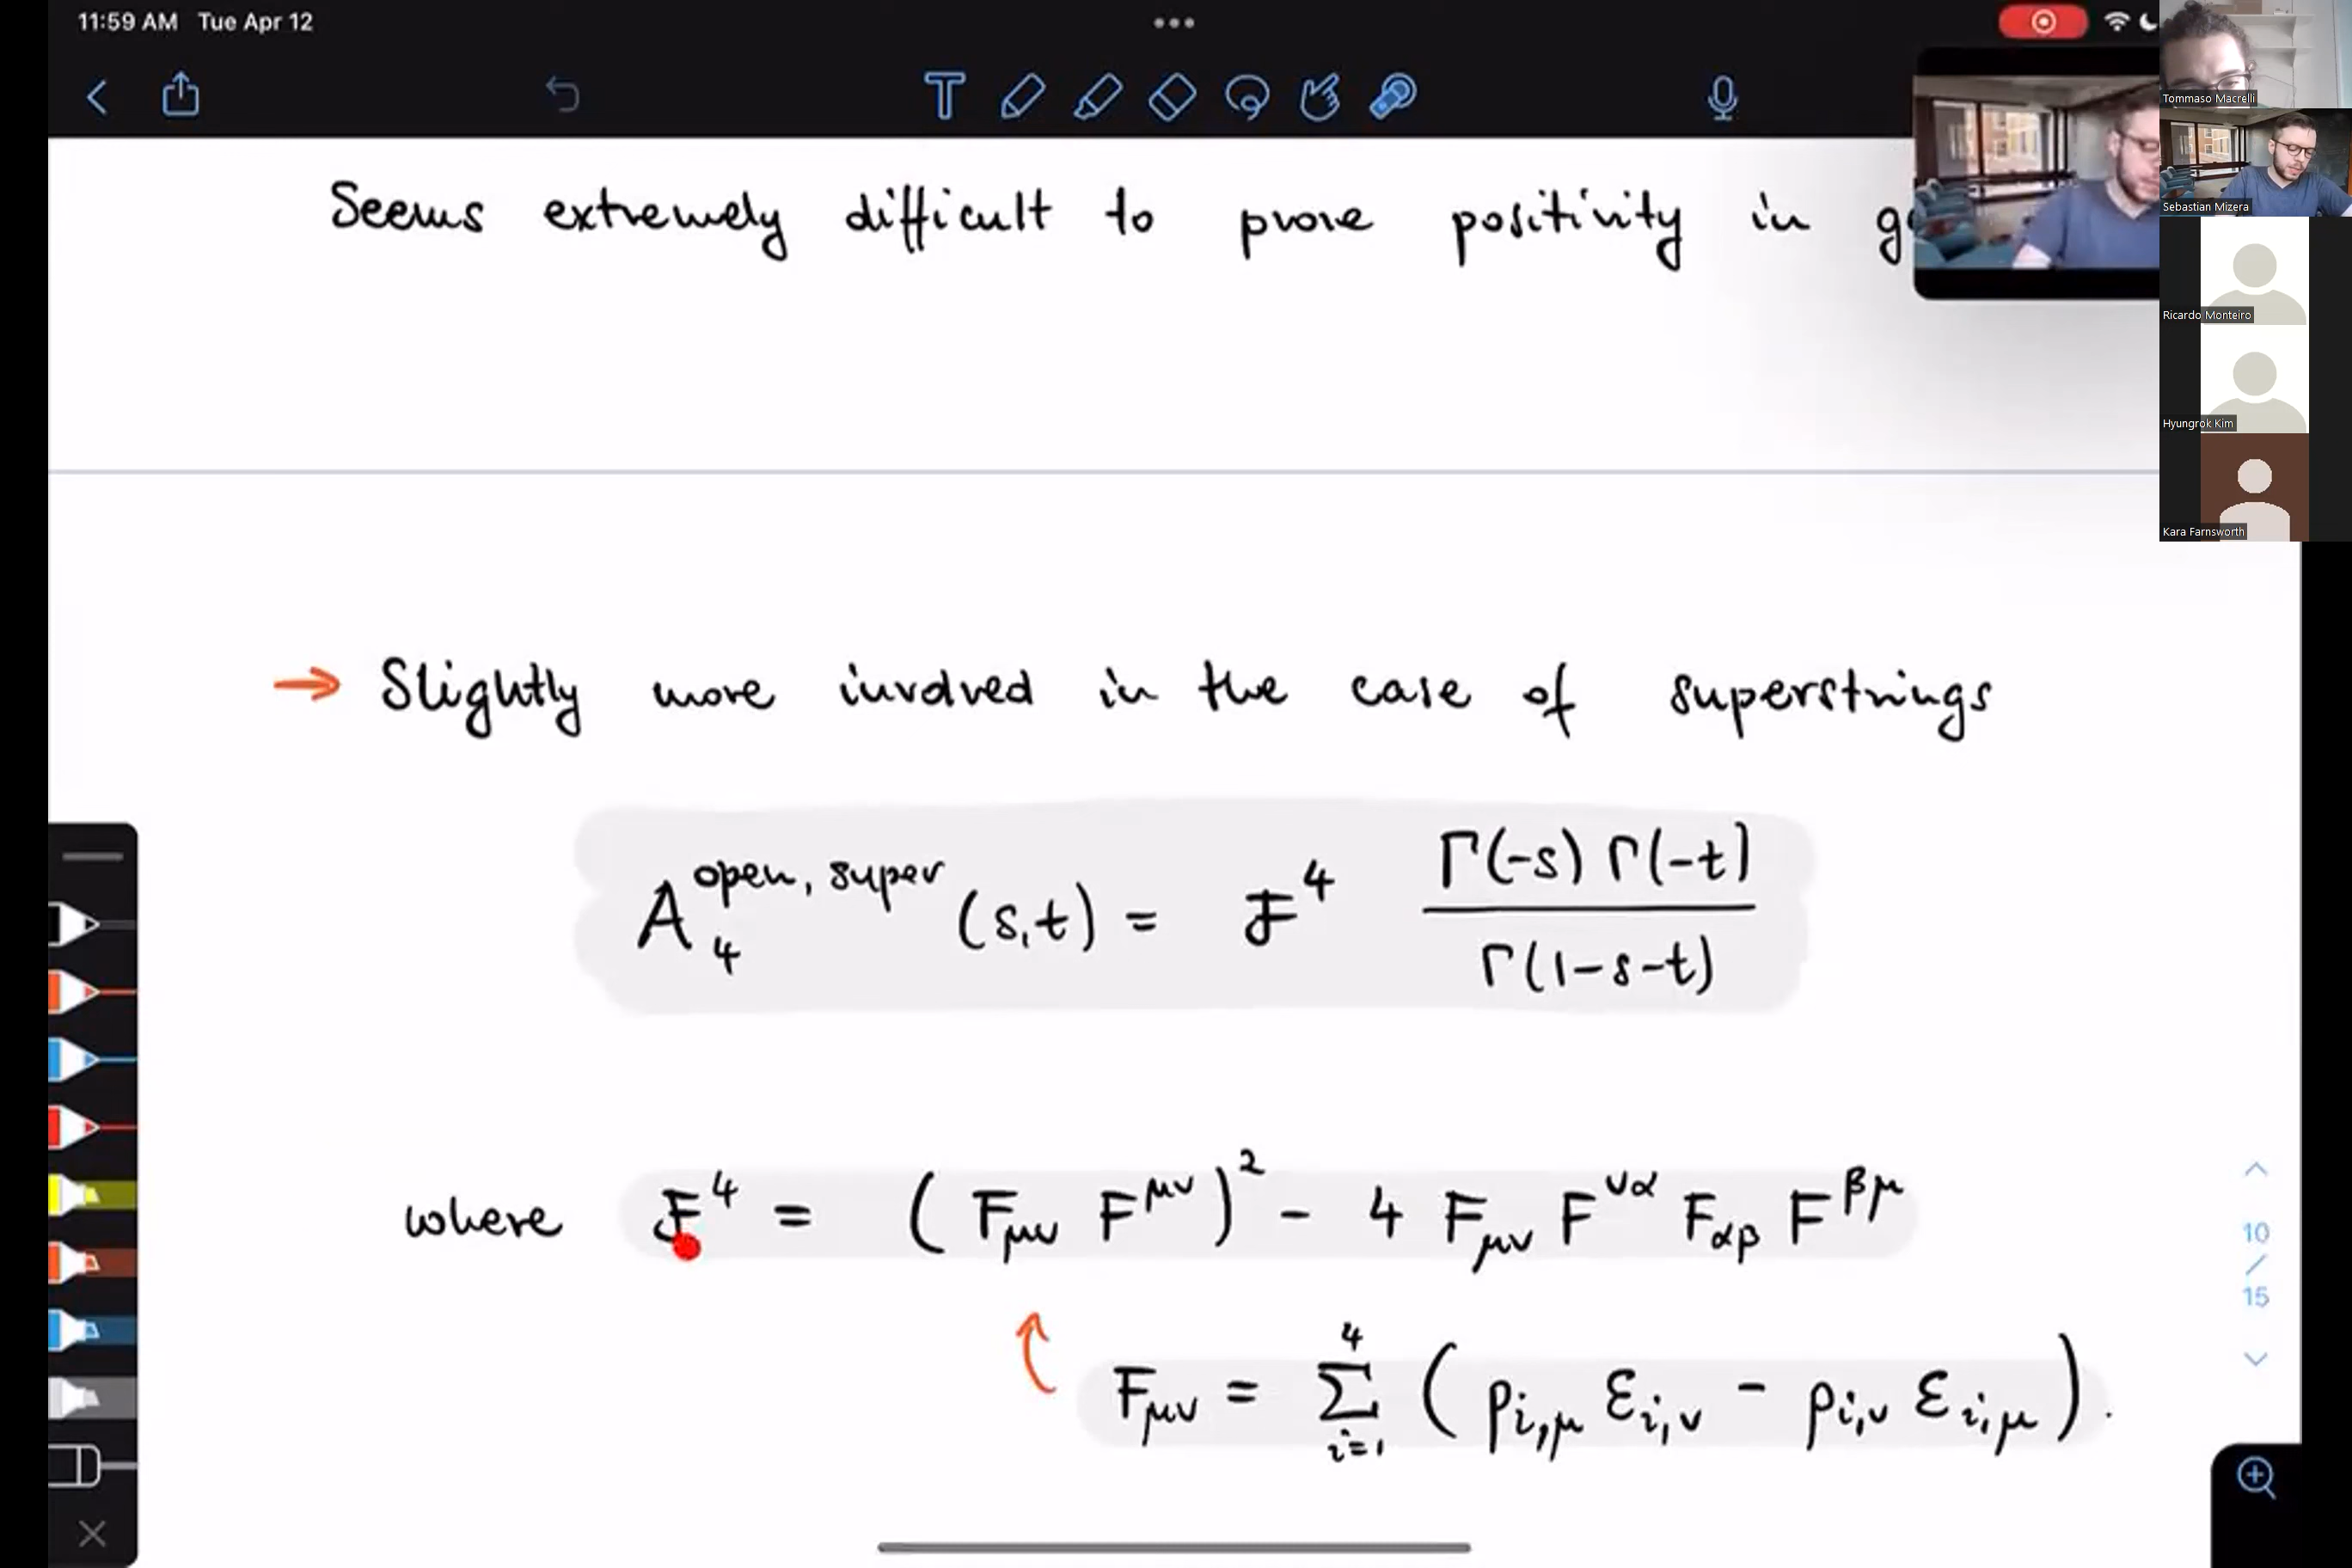 11:59 AM Tue Apr 12
Tommaso Macrelli
Sebastian Mizera
Ricardo Monteiro
Hyungrok Kim
Kara Farnsworth
Seems extremely difficult to prove positivity in
→ Slightly more involved in the case of superstrings
A₄^{open, super} (s,t) = F⁴ Γ(-s) Γ(-t) / Γ(1-s-t)
where F⁴ = ( F_{μν} F^{μν} )² - 4 F_{μν} F^{να} F_{αβ} F^{βμ}
F_{μν} = Σ_{i=1}^{4} ( p_{i,μ} ε_{i,ν} - p_{i,ν} ε_{i,μ} ).
10
/
15